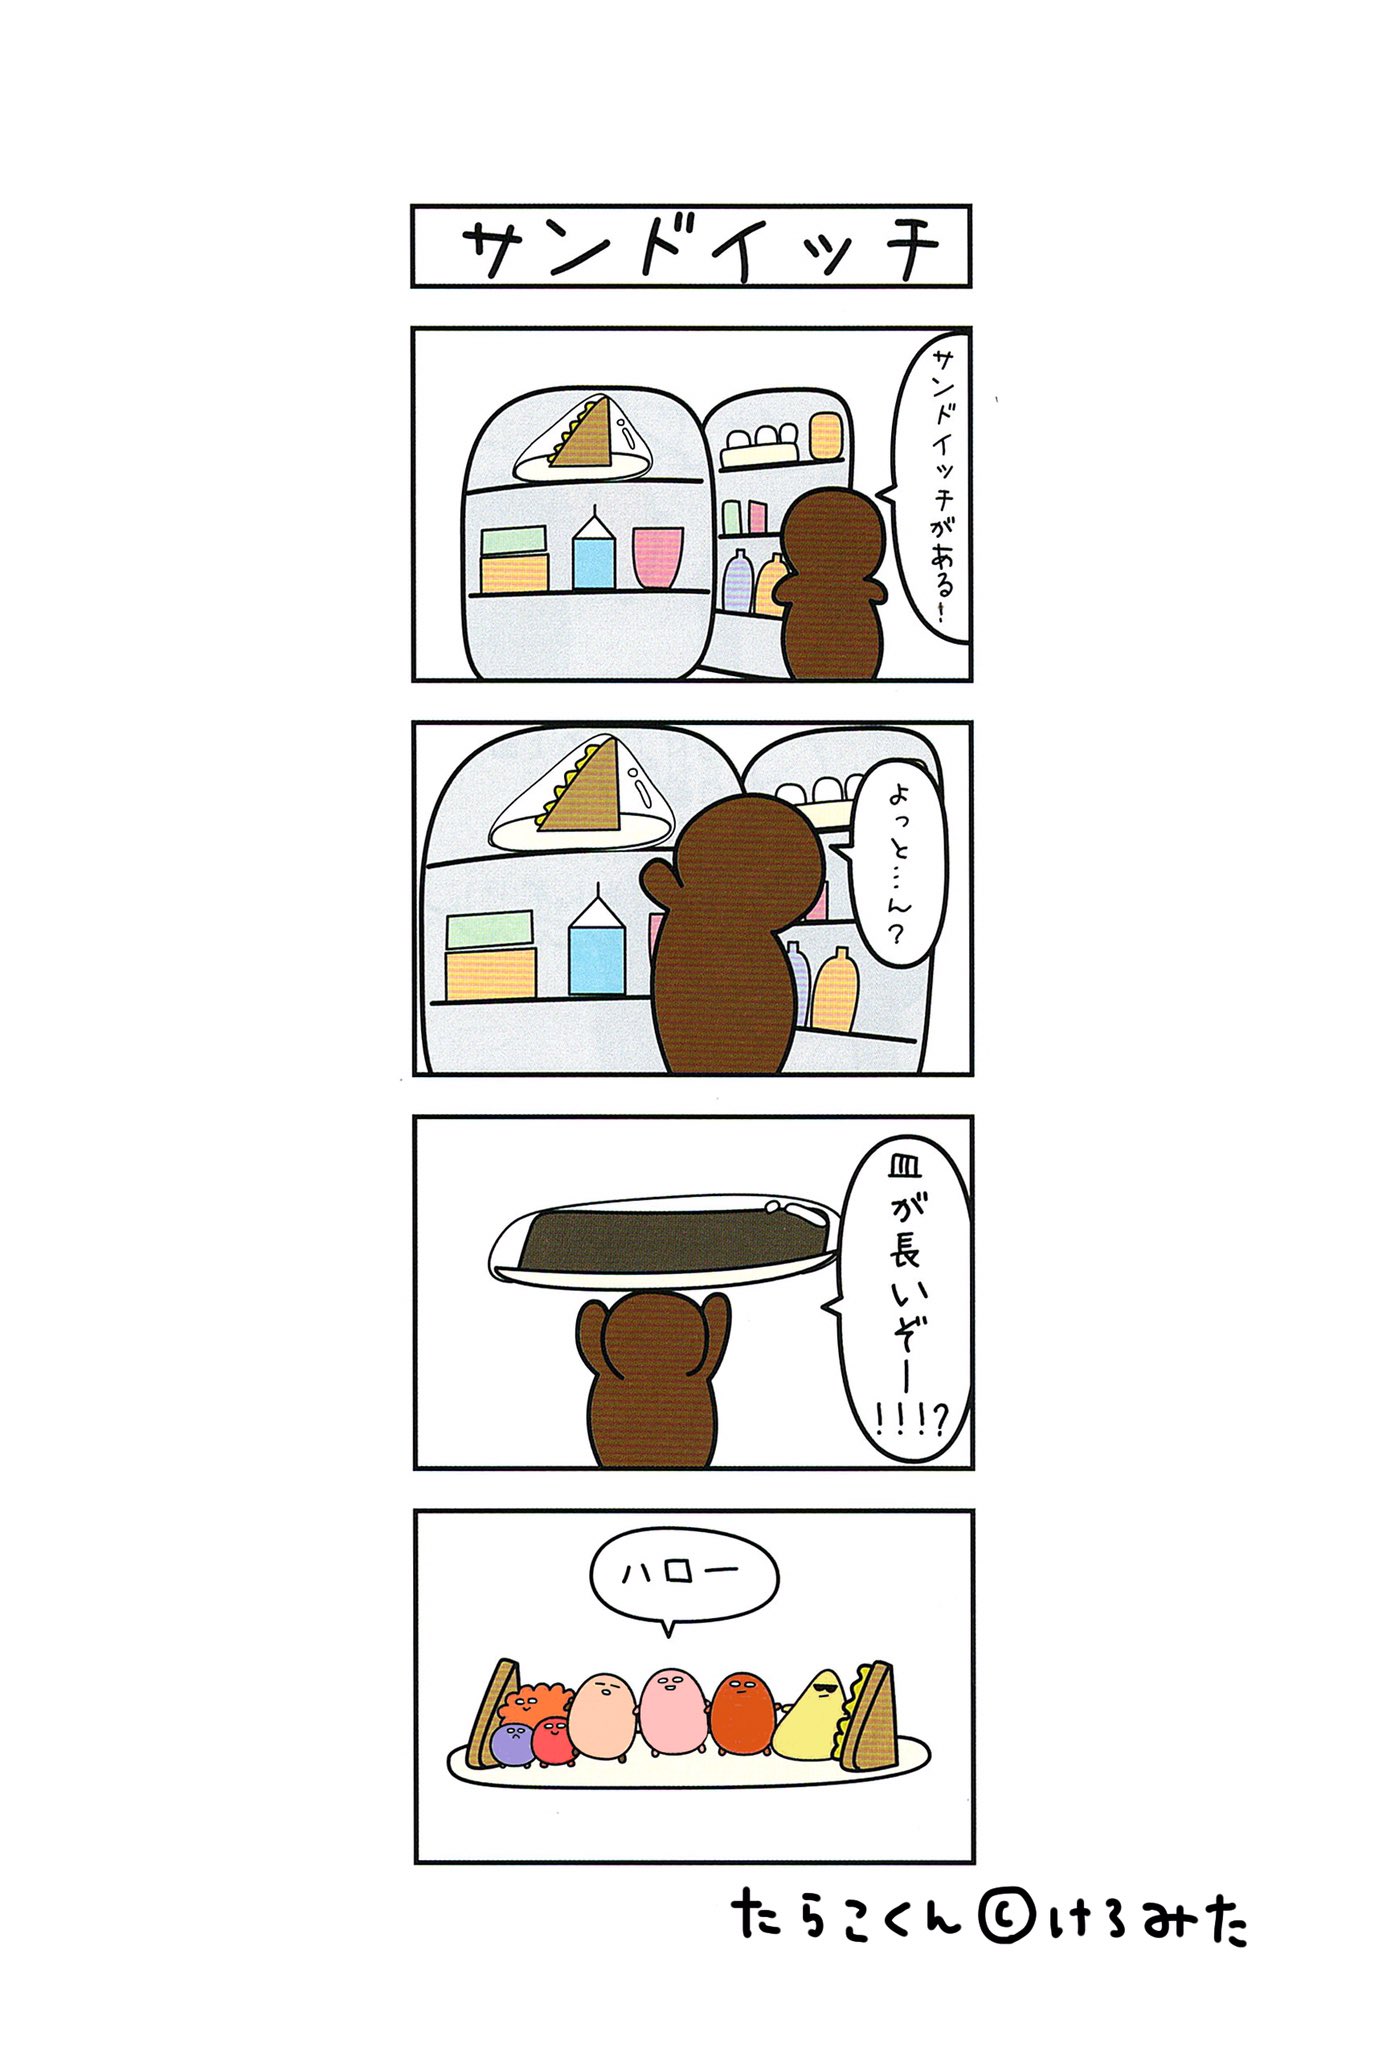 サンドイッチ
サンドイッチがある!
よっと…ん?
皿が長いぞー!!!?
ハロー
たらこくん©けろみた